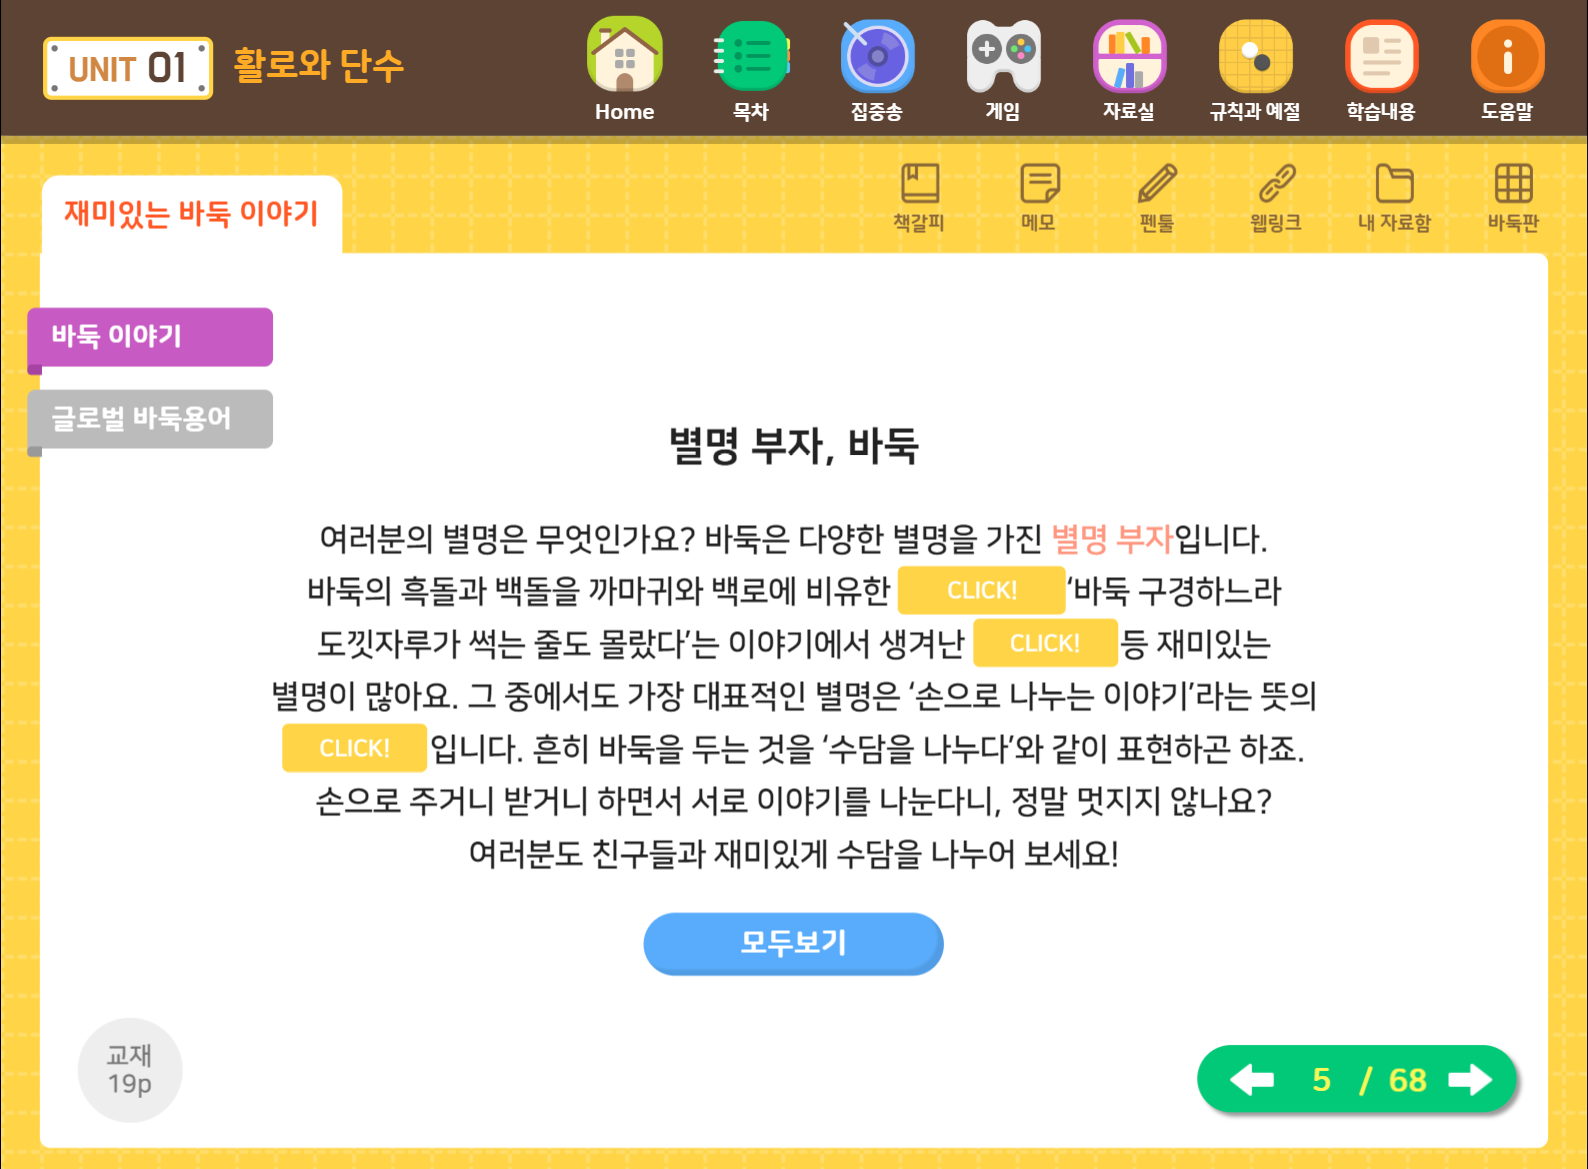 UNIT 01 활로와 단수
Home
목차
집중송
게임
자료실
규칙과 예절
학습내용
도움말
재미있는 바둑 이야기
책갈피
메모
펜툴
웹링크
내 자료함
바둑판
바둑 이야기
글로벌 바둑용어
별명 부자, 바둑
여러분의 별명은 무엇인가요? 바둑은 다양한 별명을 가진 별명 부자입니다.
바둑의 흑돌과 백돌을 까마귀와 백로에 비유한 CLICK! ‘바둑 구경하느라
도낏자루가 썩는 줄도 몰랐다’는 이야기에서 생겨난 CLICK! 등 재미있는
별명이 많아요. 그 중에서도 가장 대표적인 별명은 ‘손으로 나누는 이야기’라는 뜻의
CLICK! 입니다. 흔히 바둑을 두는 것을 ‘수담을 나누다’와 같이 표현하곤 하죠.
손으로 주거니 받거니 하면서 서로 이야기를 나눈다니, 정말 멋지지 않나요?
여러분도 친구들과 재미있게 수담을 나누어 보세요!
모두보기
교재
19p
5 / 68